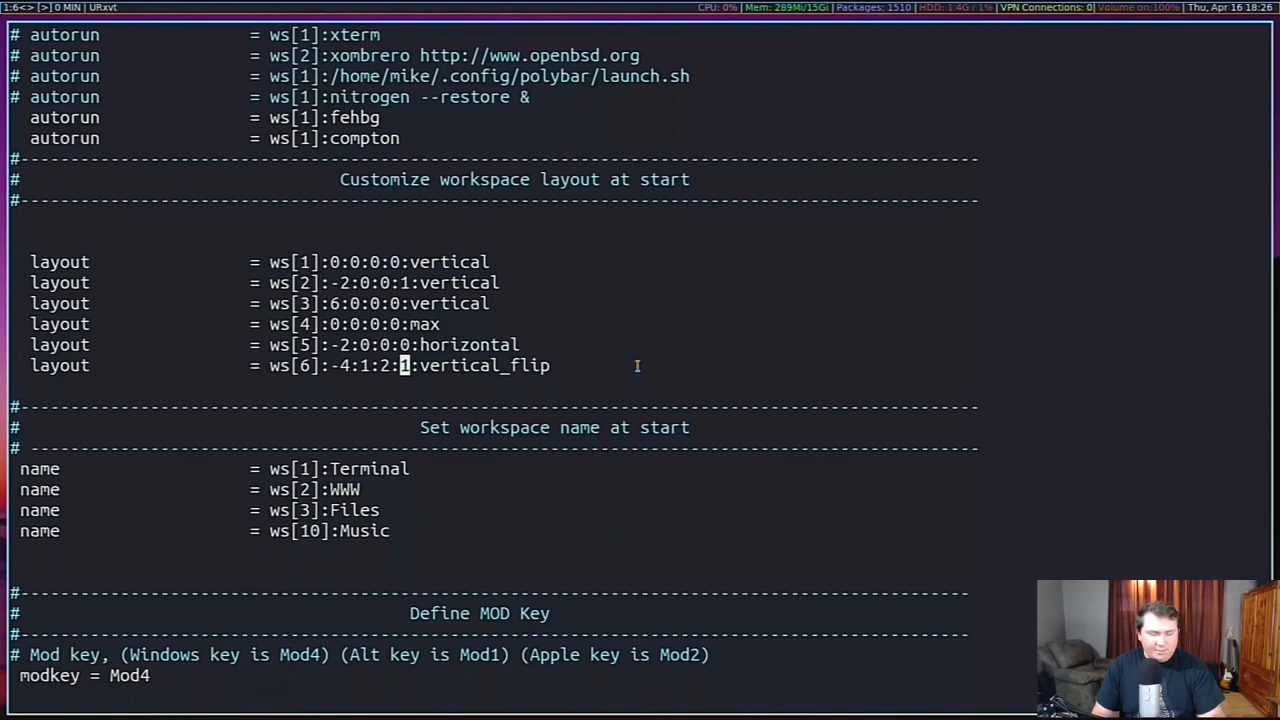 1:6<> [>] 0 MIN | URxvt CPU: 0% | Mem: 289Mi/15Gi | Packages: 1510 | HDD: 1.4G / 1% | VPN Connections: 0| Volume on:100% | Thu, Apr 16 18:26
# autorun = ws[1]:xterm
# autorun = ws[2]:xombrero http://www.openbsd.org
# autorun = ws[1]:/home/mike/.config/polybar/launch.sh
# autorun = ws[1]:nitrogen --restore &
autorun = ws[1]:fehbg
autorun = ws[1]:compton
#-----------------------------------------------------------------------------------------------
# Customize workspace layout at start
#-----------------------------------------------------------------------------------------------
layout = ws[1]:0:0:0:0:vertical
layout = ws[2]:-2:0:0:1:vertical
layout = ws[3]:6:0:0:0:vertical
layout = ws[4]:0:0:0:0:max
layout = ws[5]:-2:0:0:0:horizontal
layout = ws[6]:-4:1:2:1:vertical_flip
#-----------------------------------------------------------------------------------------------
# Set workspace name at start
# ----------------------------------------------------------------------------------------------
name = ws[1]:Terminal
name = ws[2]:WWW
name = ws[3]:Files
name = ws[10]:Music
#----------------------------------------------------------------------------------------------
# Define MOD Key
#----------------------------------------------------------------------------------------------
# Mod key, (Windows key is Mod4) (Alt key is Mod1) (Apple key is Mod2)
modkey = Mod4